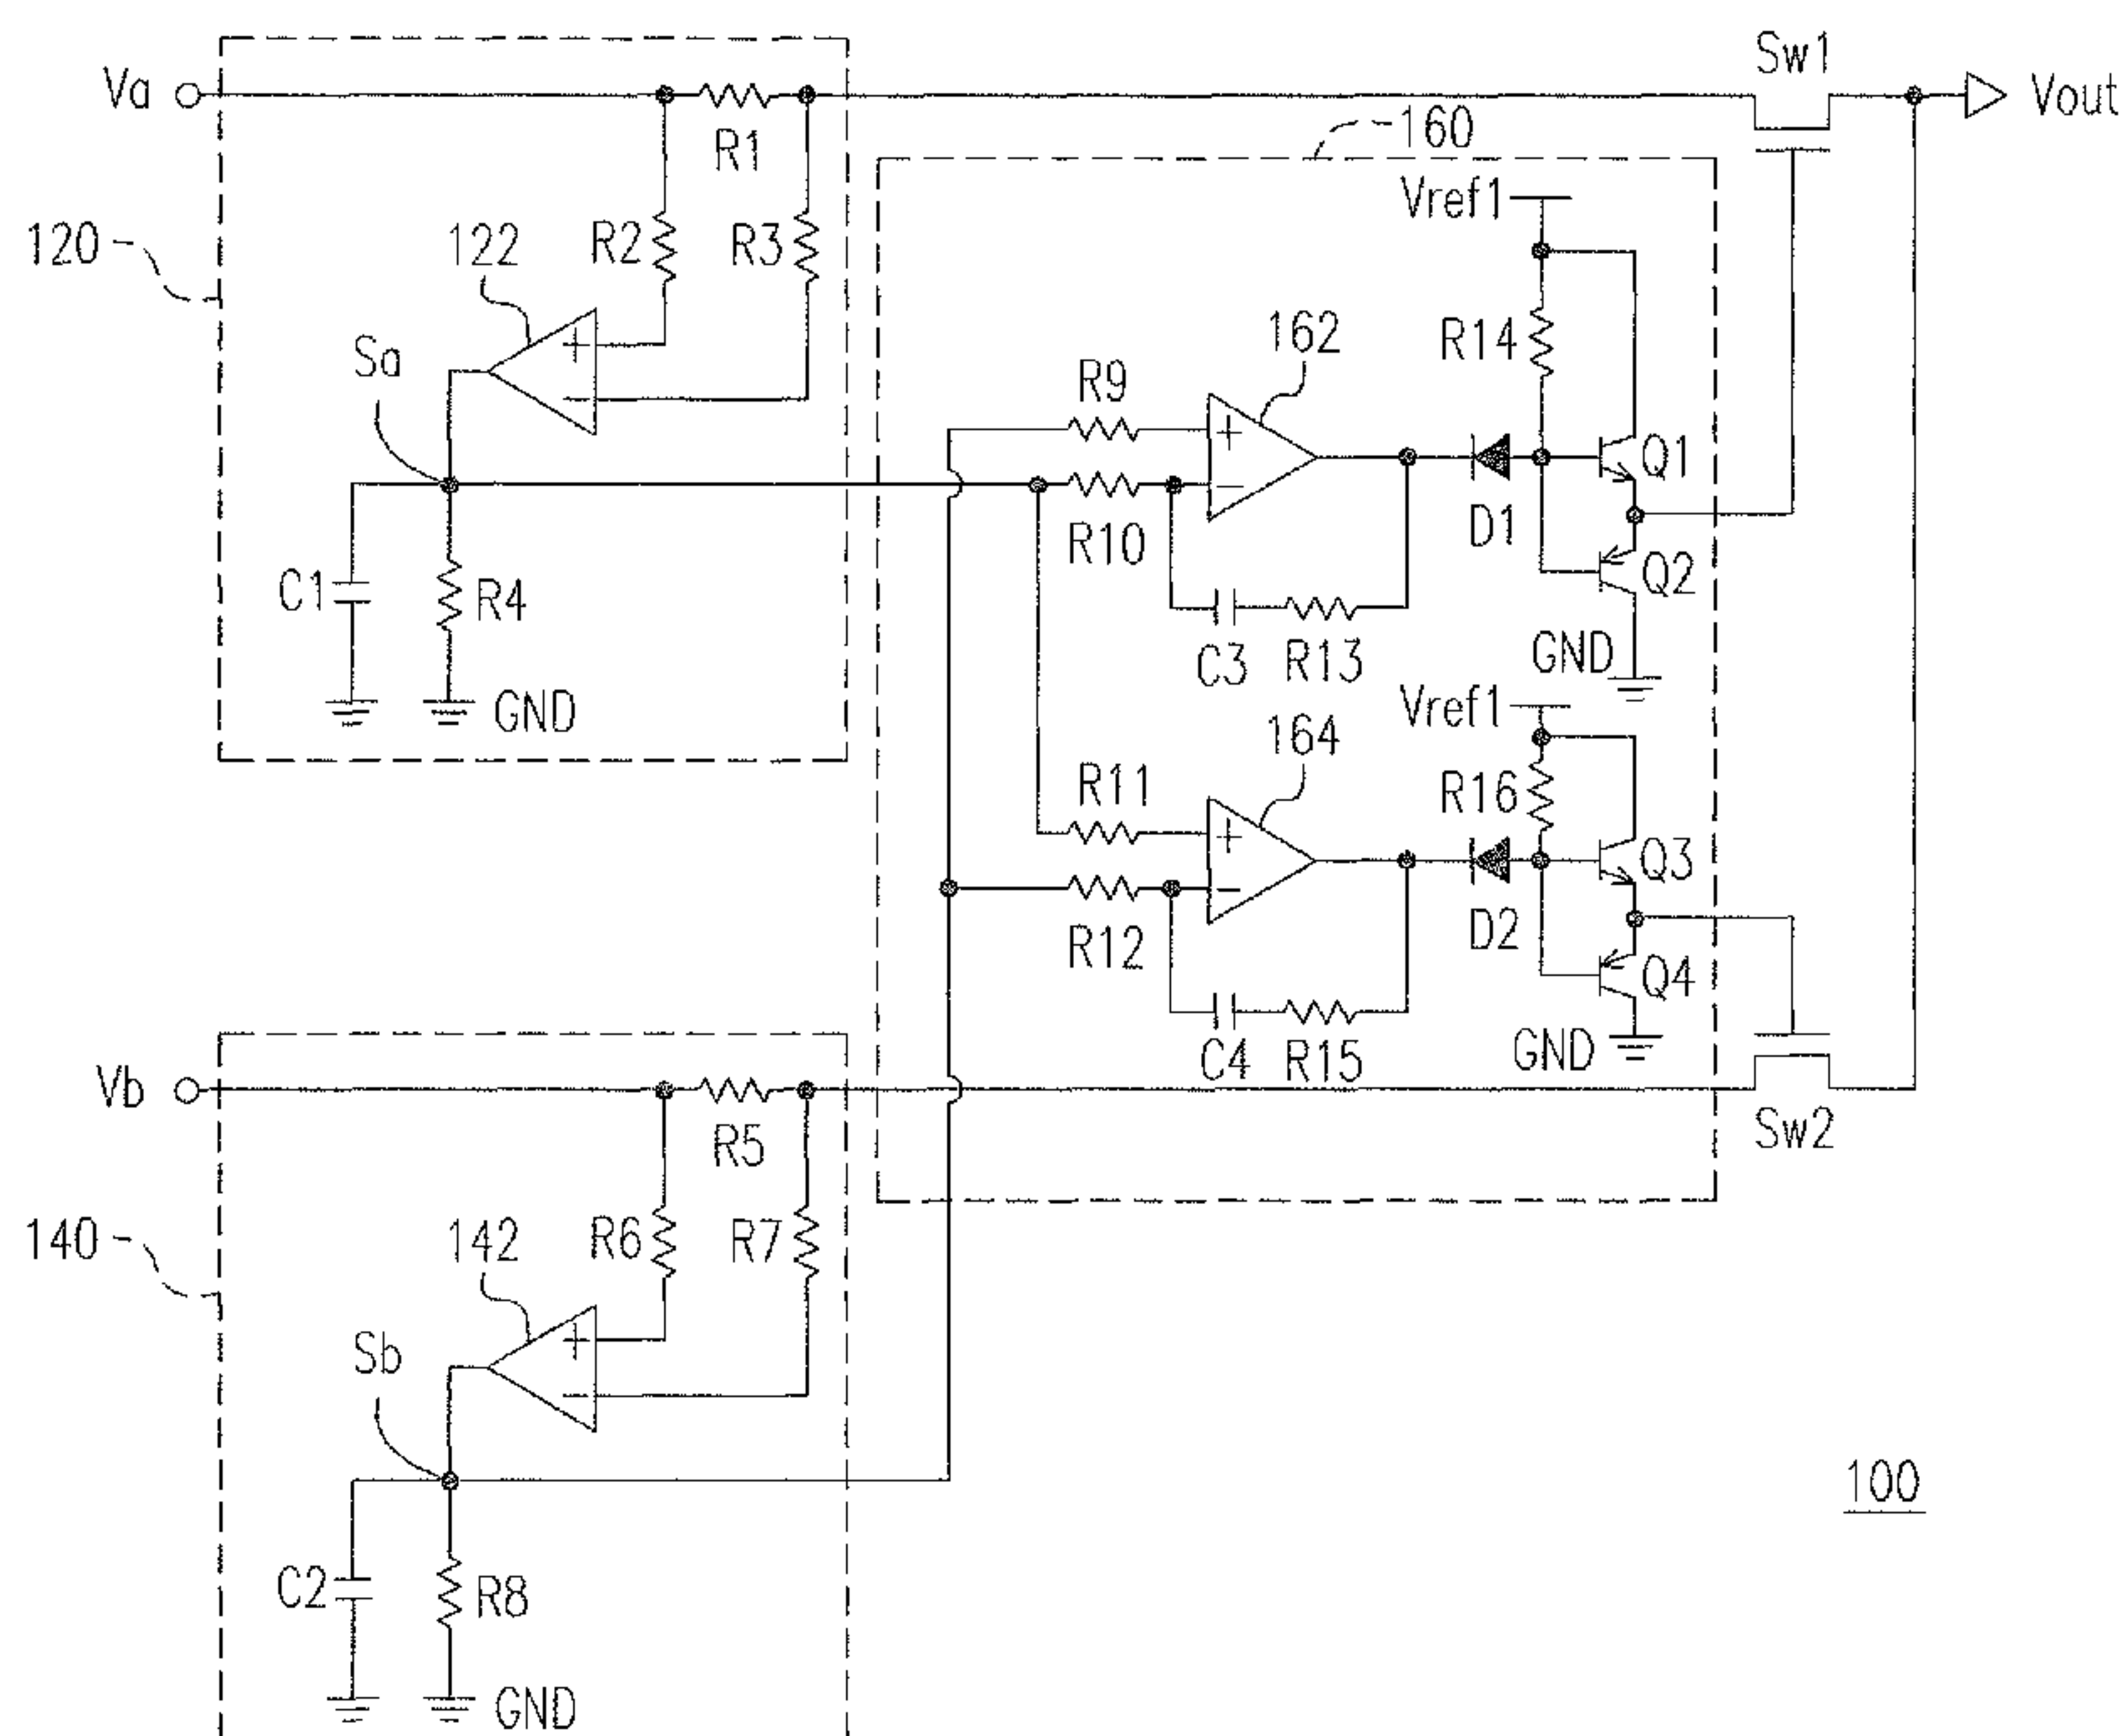 Sw1
Va
Vout
R1
160
Vref1
120
122
R2
R3
+
−
Sa
R14
162
R9
+
−
Q1
R10
D1
Q2
C1
R4
C3
R13
GND
GND
Vref1
164
R11
R16
+
−
Q3
R12
D2
Q4
C4
R15
GND
Vb
R5
Sw2
140
142
R6
R7
+
−
Sb
100
C2
R8
GND